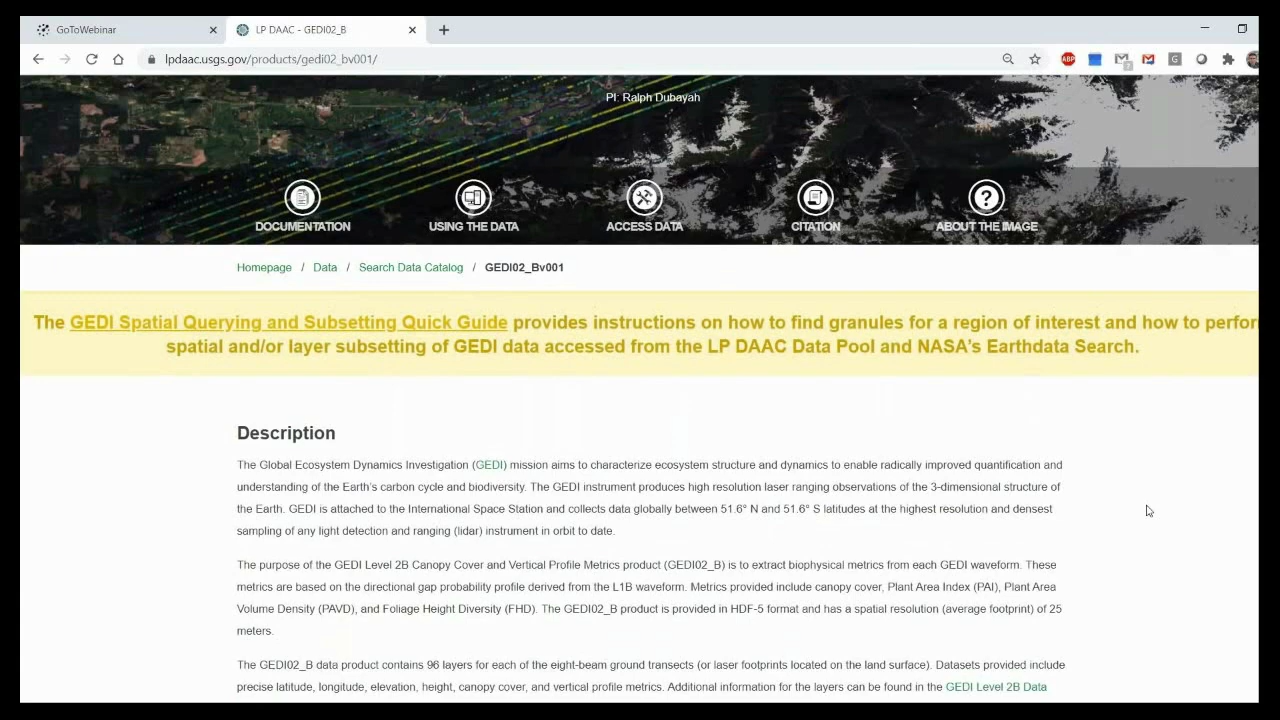 GoToWebinar
LP DAAC - GEDI02_B
lpdaac.usgs.gov/products/gedi02_bv001/
ABP
G
PI: Ralph Dubayah
DOCUMENTATION USING THE DATA ACCESS DATA CITATION ABOUT THE IMAGE
Homepage / Data / Search Data Catalog / GEDI02_Bv001
The GEDI Spatial Querying and Subsetting Quick Guide provides instructions on how to find granules for a region of interest and how to perfor
spatial and/or layer subsetting of GEDI data accessed from the LP DAAC Data Pool and NASA's Earthdata Search.
Description
The Global Ecosystem Dynamics Investigation (GEDI) mission aims to characterize ecosystem structure and dynamics to enable radically improved quantification and
understanding of the Earth's carbon cycle and biodiversity. The GEDI instrument produces high resolution laser ranging observations of the 3-dimensional structure of
the Earth. GEDI is attached to the International Space Station and collects data globally between 51.6° N and 51.6° S latitudes at the highest resolution and densest
sampling of any light detection and ranging (lidar) instrument in orbit to date.
The purpose of the GEDI Level 2B Canopy Cover and Vertical Profile Metrics product (GEDI02_B) is to extract biophysical metrics from each GEDI waveform. These
metrics are based on the directional gap probability profile derived from the L1B waveform. Metrics provided include canopy cover, Plant Area Index (PAI), Plant Area
Volume Density (PAVD), and Foliage Height Diversity (FHD). The GEDI02_B product is provided in HDF-5 format and has a spatial resolution (average footprint) of 25
meters.
The GEDI02_B data product contains 96 layers for each of the eight-beam ground transects (or laser footprints located on the land surface). Datasets provided include
precise latitude, longitude, elevation, height, canopy cover, and vertical profile metrics. Additional information for the layers can be found in the GEDI Level 2B Data